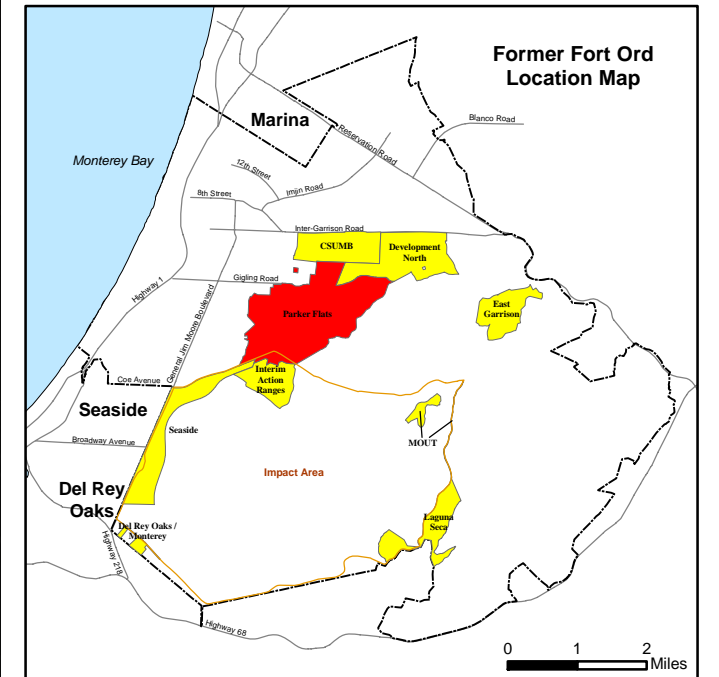 Former Fort Ord
Location Map
Marina
Blanco Road
Reservation Road
Monterey Bay
12th Street
8th Street
Imjin Road
Inter-Garrison Road
CSUMB
Development
North
Gigling Road
Highway 1
General Jim Moore Boulevard
East
Garrison
Parker Flats
Interim
Action
Ranges
Coe Avenue
Seaside
Seaside
Broadway Avenue
MOUT
Impact Area
Del Rey
Oaks
Laguna
Seca
Del Rey Oaks /
Monterey
Highway 218
Highway 68
0 1 2
Miles